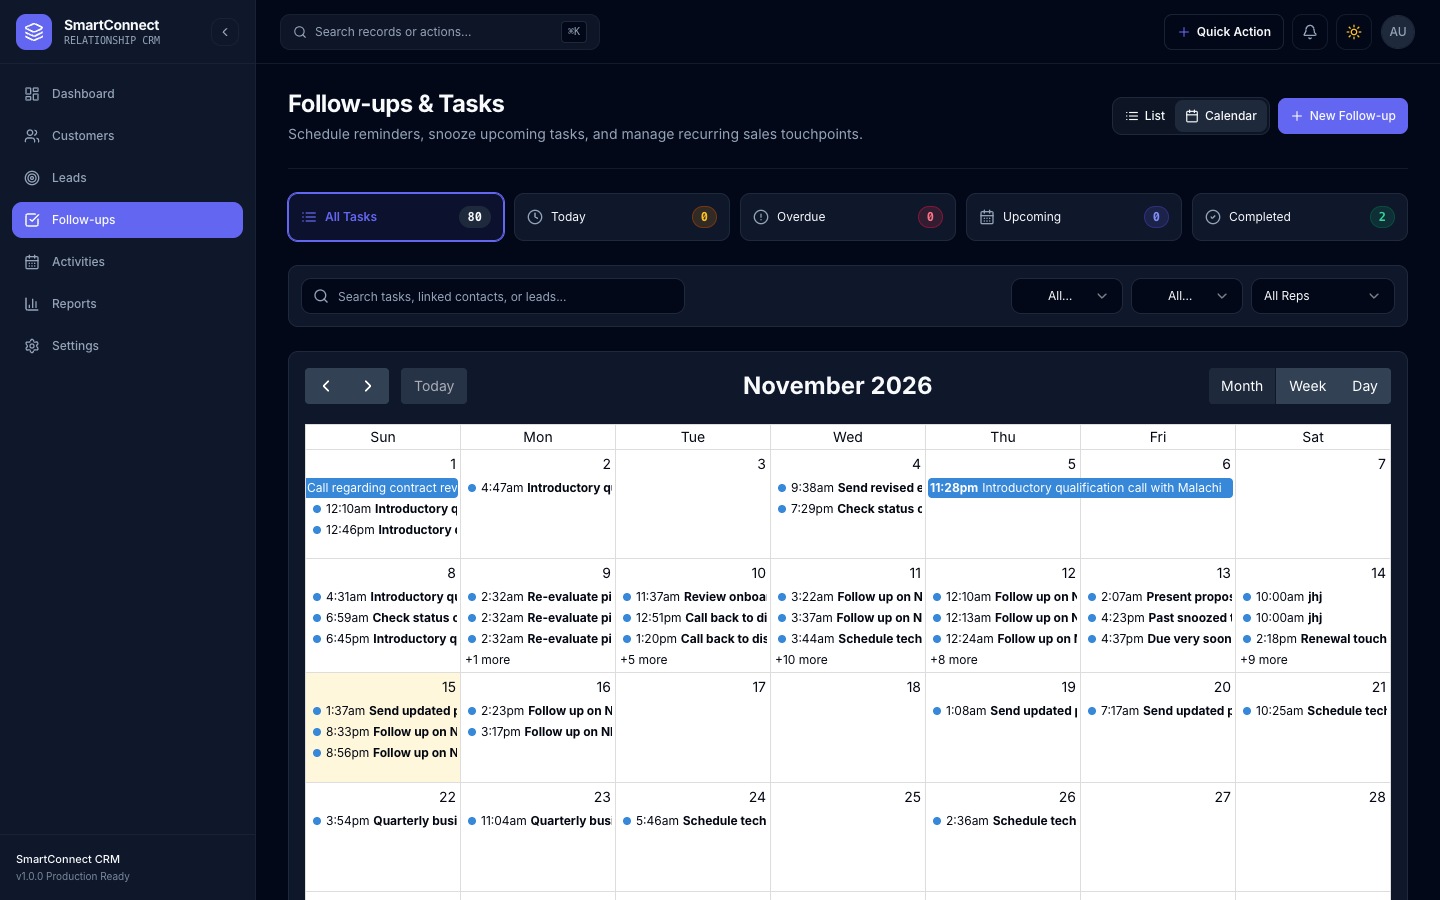 SmartConnect
RELATIONSHIP CRM
Search records or actions...
⌘K
Quick Action
AU
Dashboard
Customers
Leads
Follow-ups
Activities
Reports
Settings
SmartConnect CRM
v1.0.0 Production Ready
Follow-ups & Tasks
Schedule reminders, snooze upcoming tasks, and manage recurring sales touchpoints.
List
Calendar
New Follow-up
All Tasks 80
Today 0
Overdue 0
Upcoming 0
Completed 2
Search tasks, linked contacts, or leads...
All...
All...
All Reps
Today
November 2026
Month Week Day
Sun Mon Tue Wed Thu Fri Sat
1
Call regarding contract rev
12:10am Introductory q
12:46pm Introductory
2
4:47am Introductory q
3
4
9:38am Send revised e
7:29pm Check status
5
11:28pm Introductory qualification call with Malachi
6
7
8
4:31am Introductory qu
6:59am Check status
6:45pm Introductory q
9
2:32am Re-evaluate pi
2:32am Re-evaluate pi
2:32am Re-evaluate pi
+1 more
10
11:37am Review onboa
12:51pm Call back to di
1:20pm Call back to dis
+5 more
11
3:22am Follow up on N
3:37am Follow up on N
3:44am Schedule tech
+10 more
12
12:10am Follow up on N
12:13am Follow up on N
12:24am Follow up on
+8 more
13
2:07am Present propos
4:23pm Past snoozed
4:37pm Due very soon
14
10:00am jhj
10:00am jhj
2:18pm Renewal touch
+9 more
15
1:37am Send updated p
8:33pm Follow up on N
8:56pm Follow up on N
16
2:23pm Follow up on N
3:17pm Follow up on N
17
18
19
1:08am Send updated
20
7:17am Send updated p
21
10:25am Schedule tech
22
3:54pm Quarterly busi
23
11:04am Quarterly bus
24
5:46am Schedule tech
25
26
2:36am Schedule tech
27
28